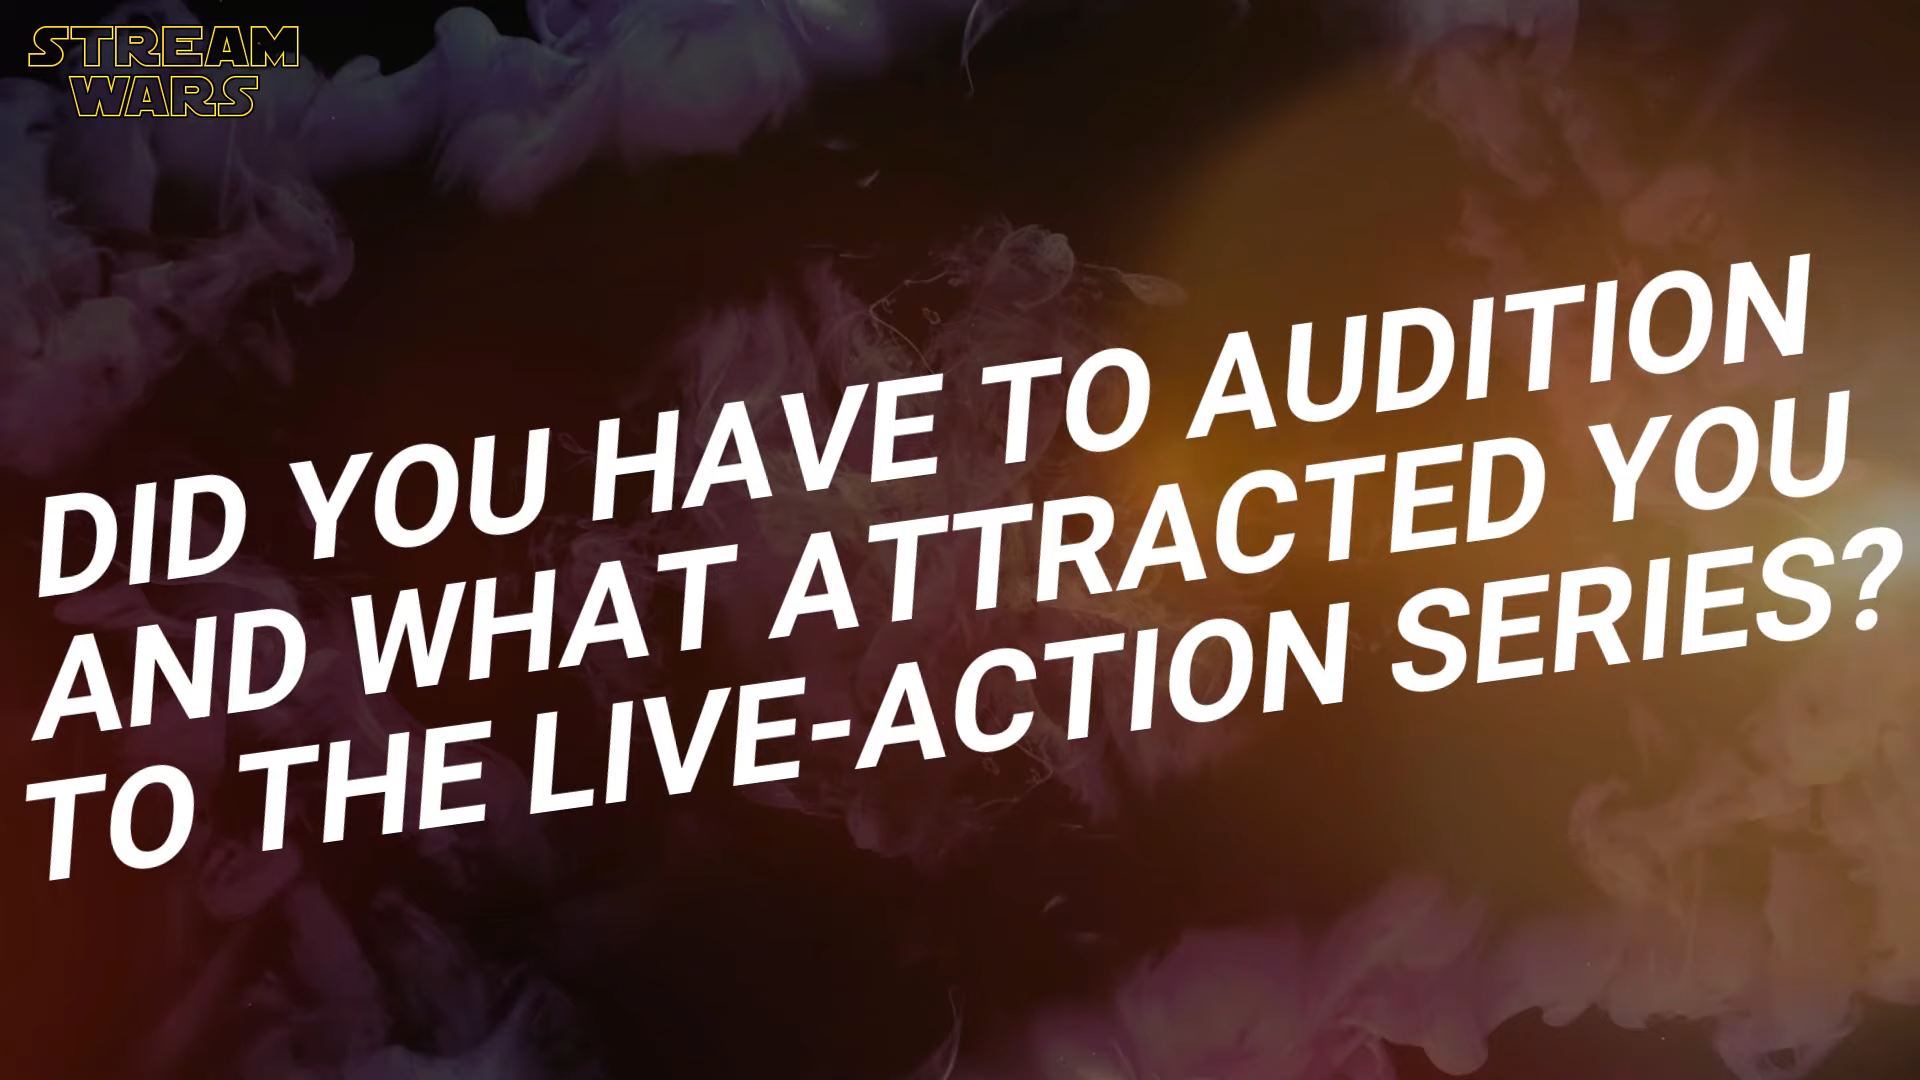 STREAM
WARS
DID YOU HAVE TO AUDITION
AND WHAT ATTRACTED YOU
TO THE LIVE-ACTION SERIES?